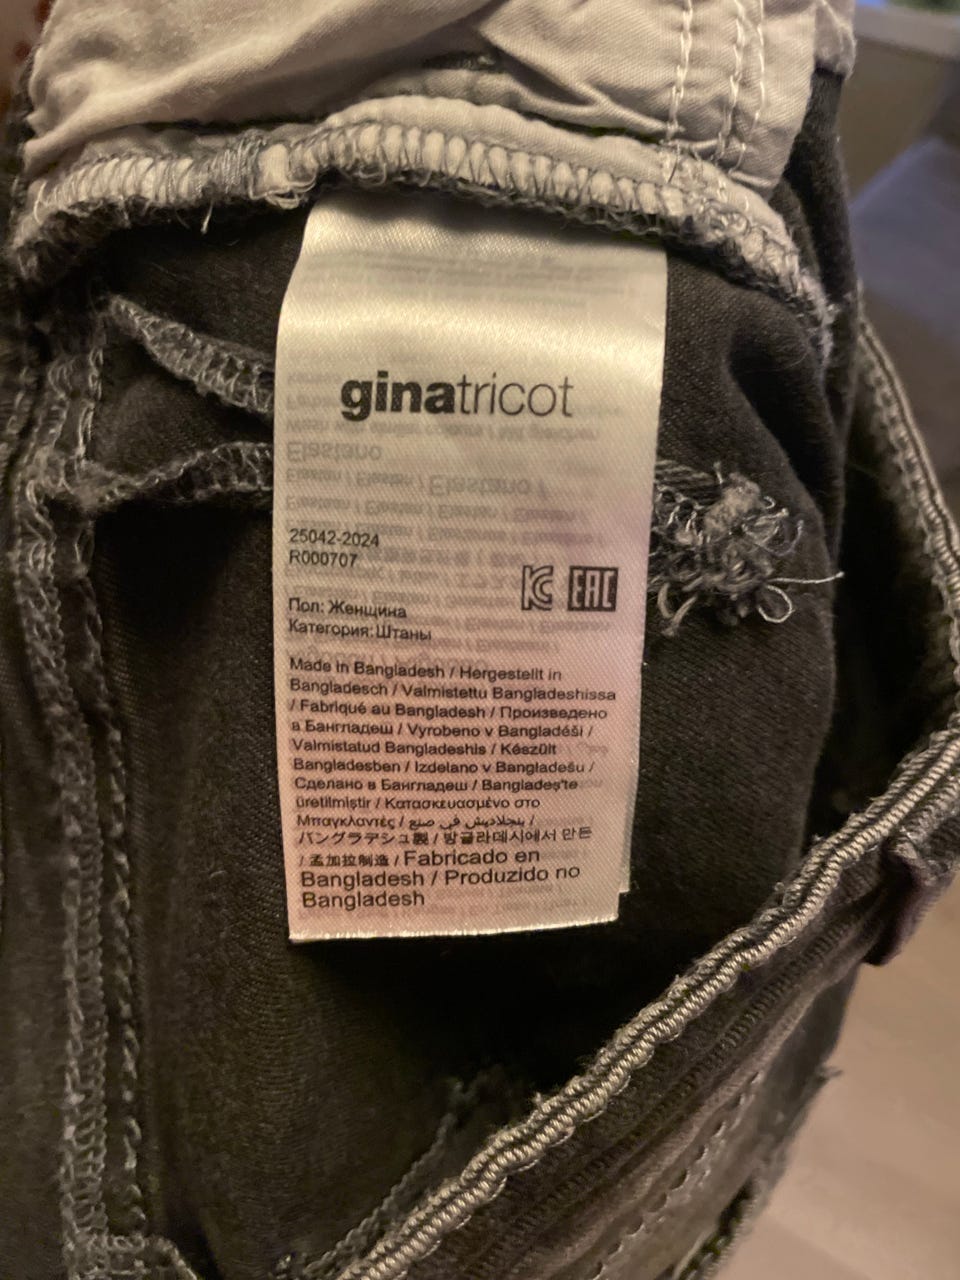 ginatricot
25042-2024
R000707
KC EAC
Пол: Женщина
Категория: Штаны
Made in Bangladesh / Hergestellt in
Bangladesch / Valmistettu Bangladeshissa
/ Fabriqué au Bangladesh / Произведено
в Бангладеш / Vyrobeno v Bangladéši /
Valmistatud Bangladeshis / Készült
Bangladesben / Izdelano v Bangladešu /
Сделано в Бангладеш / Bangladeş'te
üretilmiştir / Κατασκευασμένο στο
Μπαγκλαντές / بنجلاديش في صنع /
バングラデシュ製 / 방글라데시에서 만든
/ 孟加拉制造 / Fabricado en
Bangladesh / Produzido no
Bangladesh